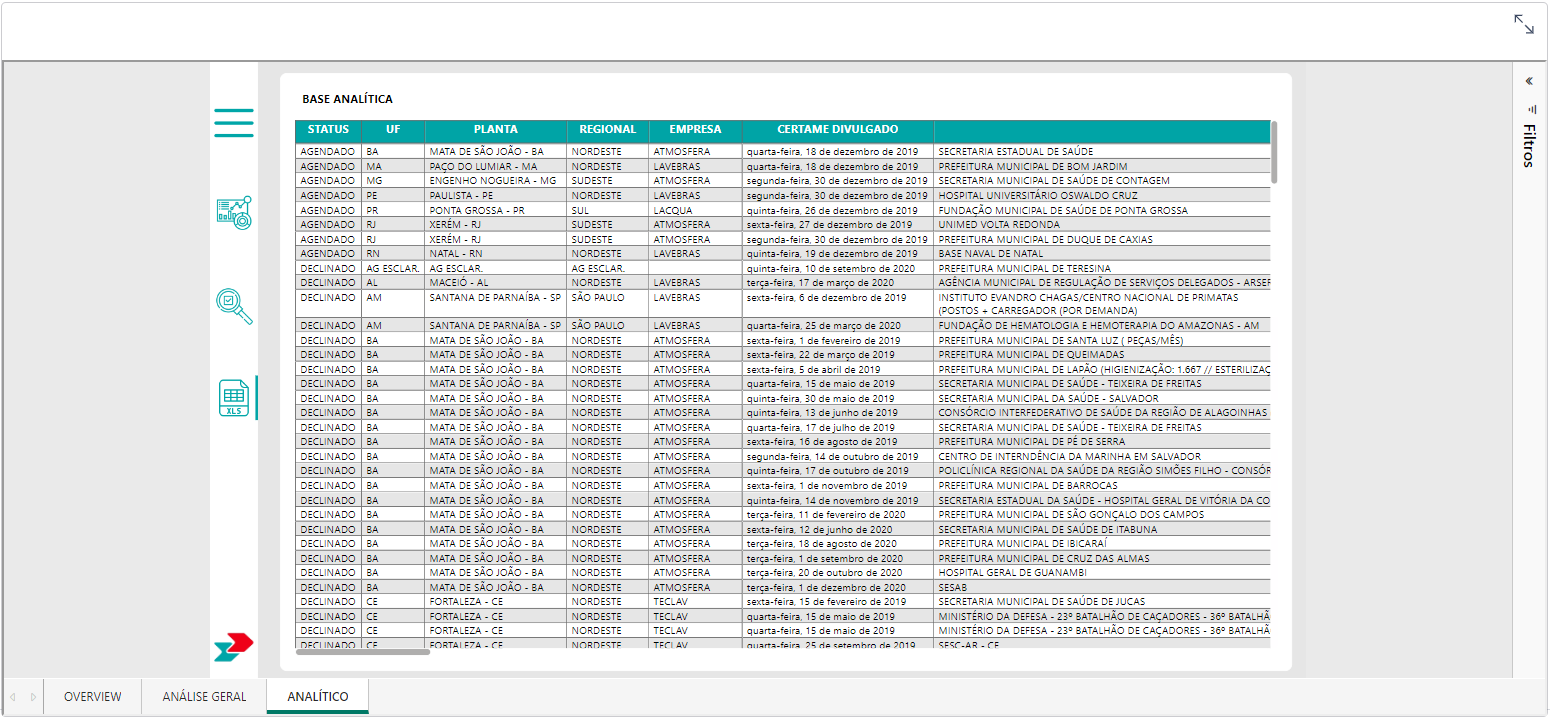 BASE ANALÍTICA
STATUS UF PLANTA REGIONAL EMPRESA CERTAME DIVULGADO
AGENDADO BA MATA DE SÃO JOÃO - BA NORDESTE ATMOSFERA quarta-feira, 18 de dezembro de 2019 SECRETARIA ESTADUAL DE SAÚDE
AGENDADO MA PAÇO DO LUMIAR - MA NORDESTE LAVEBRAS quarta-feira, 18 de dezembro de 2019 PREFEITURA MUNICIPAL DE BOM JARDIM
AGENDADO MG ENGENHO NOGUEIRA - MG SUDESTE ATMOSFERA segunda-feira, 30 de dezembro de 2019 SECRETARIA MUNICIPAL DE SAÚDE DE CONTAGEM
AGENDADO PE PAULISTA - PE NORDESTE LAVEBRAS segunda-feira, 30 de dezembro de 2019 HOSPITAL UNIVERSITÁRIO OSWALDO CRUZ
AGENDADO PR PONTA GROSSA - PR SUL LACQUA quinta-feira, 26 de dezembro de 2019 FUNDAÇÃO MUNICIPAL DE SAÚDE DE PONTA GROSSA
AGENDADO RJ XERÉM - RJ SUDESTE ATMOSFERA sexta-feira, 27 de dezembro de 2019 UNIMED VOLTA REDONDA
AGENDADO RJ XERÉM - RJ SUDESTE ATMOSFERA segunda-feira, 30 de dezembro de 2019 PREFEITURA MUNICIPAL DE DUQUE DE CAXIAS
AGENDADO RN NATAL - RN NORDESTE LAVEBRAS quinta-feira, 19 de dezembro de 2019 BASE NAVAL DE NATAL
DECLINADO AG ESCLAR. AG ESCLAR. AG ESCLAR. quinta-feira, 10 de setembro de 2020 PREFEITURA MUNICIPAL DE TERESINA
DECLINADO AL MACEIÓ - AL NORDESTE LAVEBRAS terça-feira, 17 de março de 2020 AGÊNCIA MUNICIPAL DE REGULAÇÃO DE SERVIÇOS DELEGADOS - ARSER
DECLINADO AM SANTANA DE PARNAÍBA - SP SÃO PAULO LAVEBRAS sexta-feira, 6 de dezembro de 2019 INSTITUTO EVANDRO CHAGAS/CENTRO NACIONAL DE PRIMATAS
(POSTOS + CARREGADOR (POR DEMANDA)
DECLINADO AM SANTANA DE PARNAÍBA - SP SÃO PAULO LAVEBRAS quarta-feira, 25 de março de 2020 FUNDAÇÃO DE HEMATOLOGIA E HEMOTERAPIA DO AMAZONAS - AM
DECLINADO BA MATA DE SÃO JOÃO - BA NORDESTE ATMOSFERA sexta-feira, 1 de fevereiro de 2019 PREFEITURA MUNICIPAL DE SANTA LUZ ( PEÇAS/MÊS)
DECLINADO BA MATA DE SÃO JOÃO - BA NORDESTE ATMOSFERA sexta-feira, 22 de março de 2019 PREFEITURA MUNICIPAL DE QUEIMADAS
DECLINADO BA MATA DE SÃO JOÃO - BA NORDESTE ATMOSFERA sexta-feira, 5 de abril de 2019 PREFEITURA MUNICIPAL DE LAPÃO (HIGIENIZAÇÃO: 1.667 // ESTERILIZAÇ
DECLINADO BA MATA DE SÃO JOÃO - BA NORDESTE ATMOSFERA quarta-feira, 15 de maio de 2019 SECRETARIA MUNICIPAL DE SAÚDE - TEIXEIRA DE FREITAS
DECLINADO BA MATA DE SÃO JOÃO - BA NORDESTE ATMOSFERA quinta-feira, 30 de maio de 2019 SECRETARIA MUNICIPAL DA SAÚDE - SALVADOR
DECLINADO BA MATA DE SÃO JOÃO - BA NORDESTE ATMOSFERA quinta-feira, 13 de junho de 2019 CONSÓRCIO INTERFEDERATIVO DE SAÚDE DA REGIÃO DE ALAGOINHAS
DECLINADO BA MATA DE SÃO JOÃO - BA NORDESTE ATMOSFERA quarta-feira, 17 de julho de 2019 SECRETARIA MUNICIPAL DE SAÚDE - TEIXEIRA DE FREITAS
DECLINADO BA MATA DE SÃO JOÃO - BA NORDESTE ATMOSFERA sexta-feira, 16 de agosto de 2019 PREFEITURA MUNICIPAL DE PÉ DE SERRA
DECLINADO BA MATA DE SÃO JOÃO - BA NORDESTE ATMOSFERA segunda-feira, 14 de outubro de 2019 CENTRO DE INTERNDÊNCIA DA MARINHA EM SALVADOR
DECLINADO BA MATA DE SÃO JOÃO - BA NORDESTE ATMOSFERA quinta-feira, 17 de outubro de 2019 POLICLÍNICA REGIONAL DA SAÚDE DA REGIÃO SIMÕES FILHO - CONSÓR
DECLINADO BA MATA DE SÃO JOÃO - BA NORDESTE ATMOSFERA sexta-feira, 1 de novembro de 2019 PREFEITURA MUNICIPAL DE BARROCAS
DECLINADO BA MATA DE SÃO JOÃO - BA NORDESTE ATMOSFERA quinta-feira, 14 de novembro de 2019 SECRETARIA ESTADUAL DA SAÚDE - HOSPITAL GERAL DE VITÓRIA DA CO
DECLINADO BA MATA DE SÃO JOÃO - BA NORDESTE ATMOSFERA terça-feira, 11 de fevereiro de 2020 PREFEITURA MUNICIPAL DE SÃO GONÇALO DOS CAMPOS
DECLINADO BA MATA DE SÃO JOÃO - BA NORDESTE ATMOSFERA sexta-feira, 12 de junho de 2020 SECRETARIA MUNICIPAL DE SAÚDE DE ITABUNA
DECLINADO BA MATA DE SÃO JOÃO - BA NORDESTE ATMOSFERA terça-feira, 18 de agosto de 2020 PREFEITURA MUNICIPAL DE IBICARAÍ
DECLINADO BA MATA DE SÃO JOÃO - BA NORDESTE ATMOSFERA terça-feira, 1 de setembro de 2020 PREFEITURA MUNICIPAL DE CRUZ DAS ALMAS
DECLINADO BA MATA DE SÃO JOÃO - BA NORDESTE ATMOSFERA terça-feira, 20 de outubro de 2020 HOSPITAL GERAL DE GUANAMBI
DECLINADO BA MATA DE SÃO JOÃO - BA NORDESTE ATMOSFERA terça-feira, 1 de dezembro de 2020 SESAB
DECLINADO CE FORTALEZA - CE NORDESTE TECLAV sexta-feira, 15 de fevereiro de 2019 SECRETARIA MUNICIPAL DE SAÚDE DE JUCAS
DECLINADO CE FORTALEZA - CE NORDESTE TECLAV quarta-feira, 15 de maio de 2019 MINISTÉRIO DA DEFESA - 23º BATALHÃO DE CAÇADORES - 36º BATALHÃ
DECLINADO CE FORTALEZA - CE NORDESTE TECLAV quarta-feira, 15 de maio de 2019 MINISTÉRIO DA DEFESA - 23º BATALHÃO DE CAÇADORES - 36º BATALHÃ
DECLINADO CE FORTALEZA - CE NORDESTE TECLAV quarta-feira, 25 de setembro de 2019 SESC-AR - CE
XLS
Filtros
OVERVIEW ANÁLISE GERAL ANALÍTICO